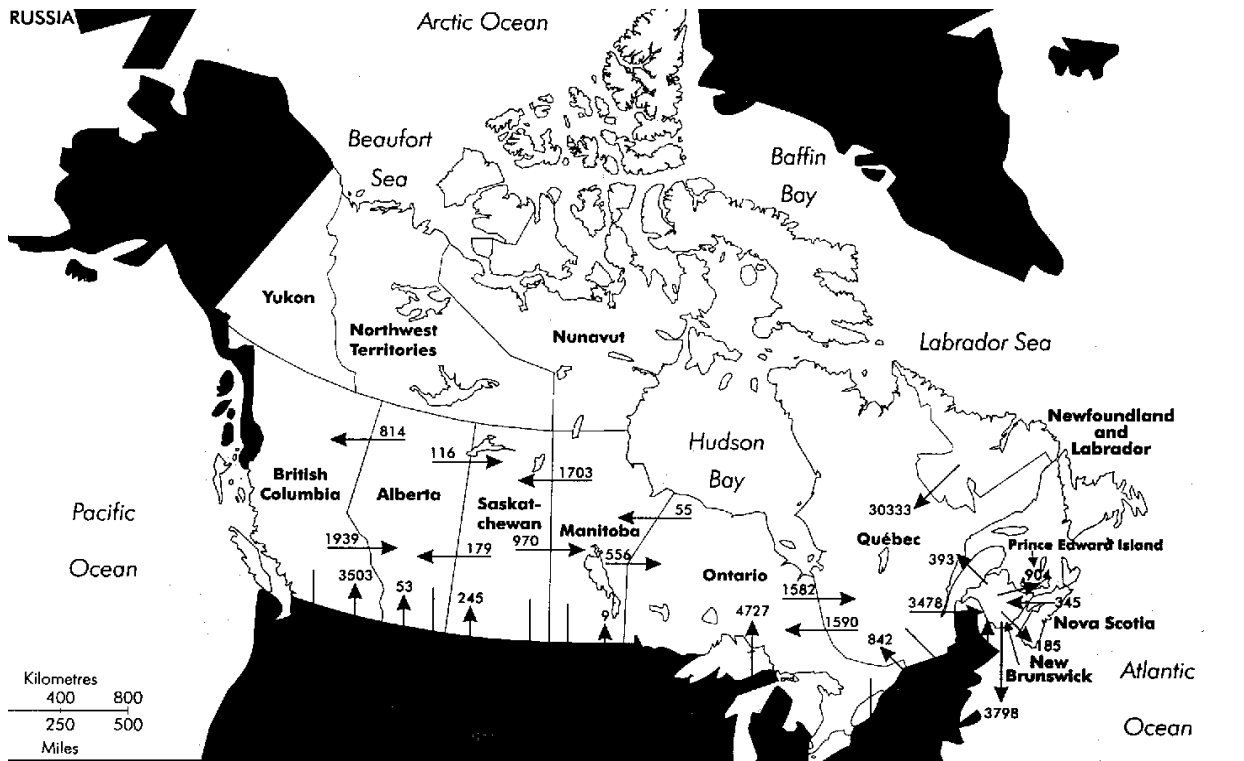 RUSSIA
Arctic Ocean
Beaufort
Sea
Baffin
Bay
Yukon
Northwest
Territories
Nunavut
Labrador Sea
Newfoundland
and
Labrador
Hudson
Bay
814
116
1703
British
Columbia
Alberta
Saskat-
chewan
Manitoba
55
30333
Pacific
Ocean
1939
179
970
556
Québec
Prince Edward Island
Ontario
393
904
3503
53
245
9
4727
1582
1590
842
3478
345
Nova Scotia
185
New
Brunswick
3798
Atlantic
Ocean
Kilometres
400 800
250 500
Miles